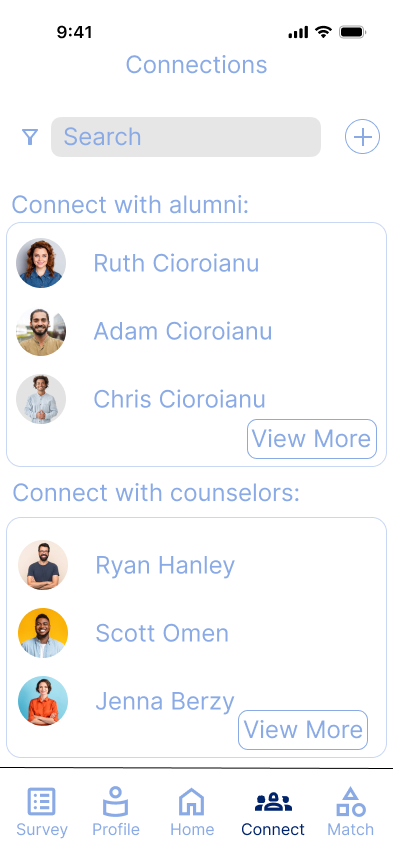 9:41
Connections
Search
Connect with alumni:
Ruth Cioroianu
Adam Cioroianu
Chris Cioroianu
View More
Connect with counselors:
Ryan Hanley
Scott Omen
Jenna Berzy
View More
Survey Profile Home Connect Match